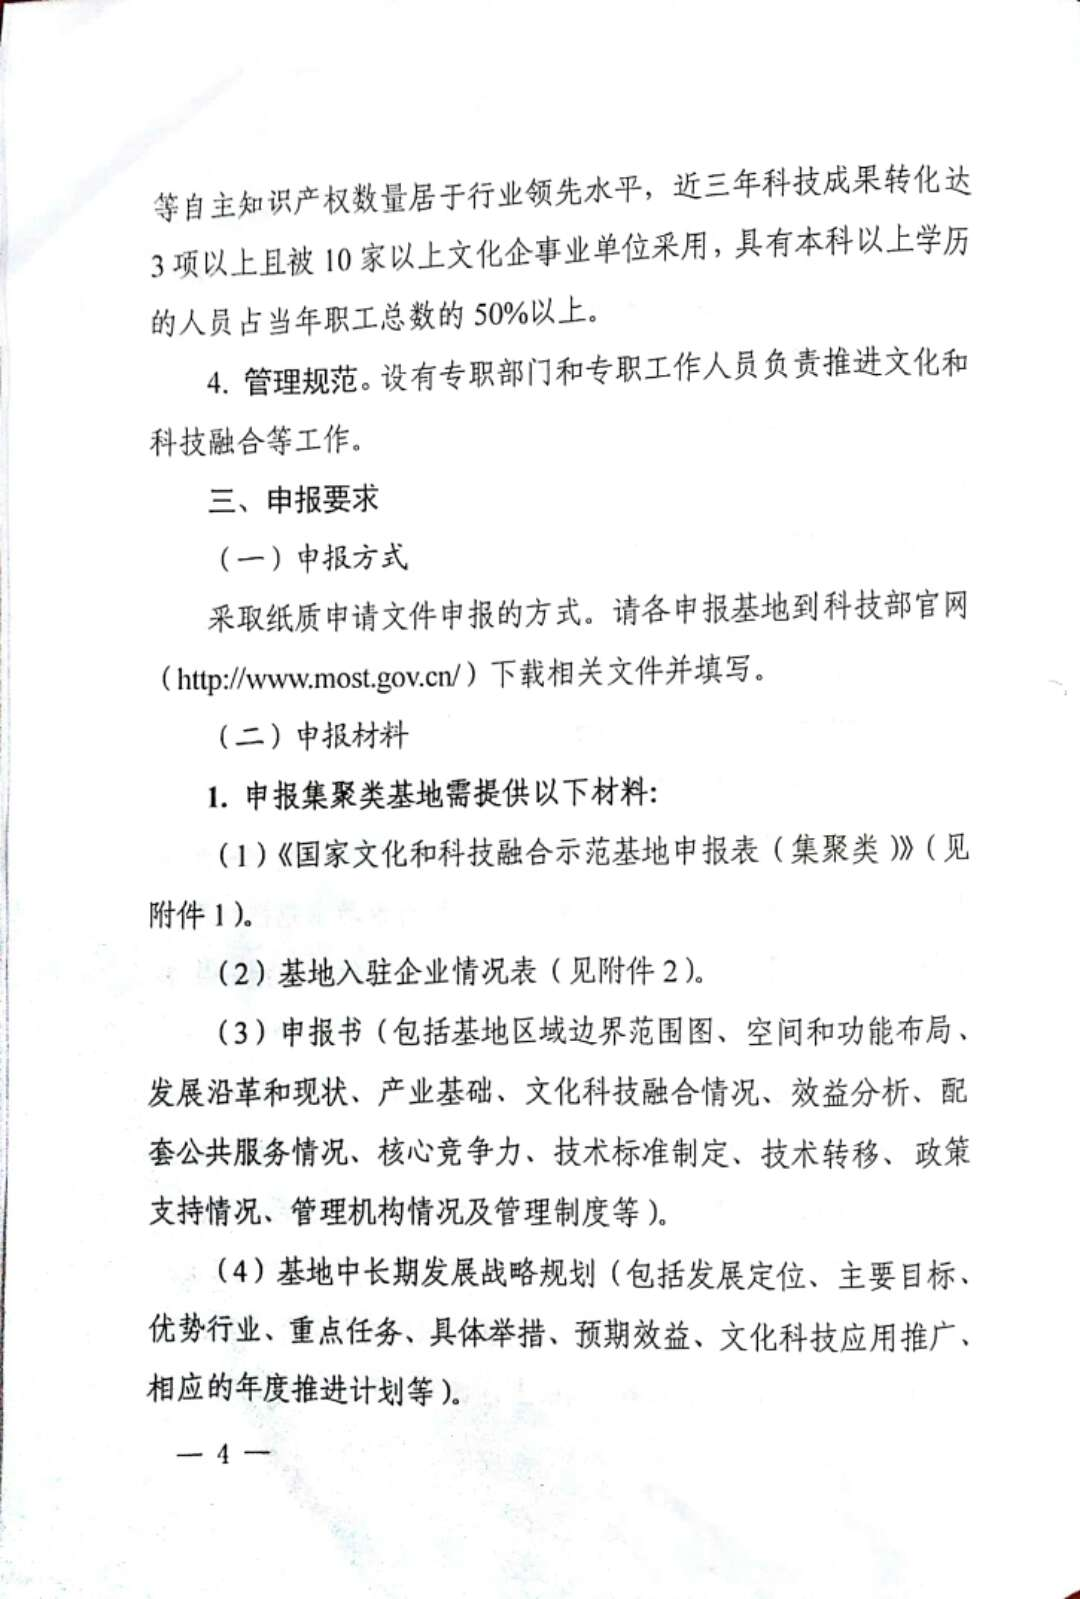 等自主知识产权数量居于行业领先水平，近三年科技成果转化达
3 项以上且被 10 家以上文化企事业单位采用，具有本科以上学历
的人员占当年职工总数的 50%以上。
4. 管理规范。设有专职部门和专职工作人员负责推进文化和
科技融合等工作。
三、申报要求
（一）申报方式
采取纸质申请文件申报的方式。请各申报基地到科技部官网
（http://www.most.gov.cn/）下载相关文件并填写。
（二）申报材料
1. 申报集聚类基地需提供以下材料：
（1）《国家文化和科技融合示范基地申报表（集聚类）》（见
附件 1）。
（2）基地入驻企业情况表（见附件 2）。
（3）申报书（包括基地区域边界范围图、空间和功能布局、
发展沿革和现状、产业基础、文化科技融合情况、效益分析、配
套公共服务情况、核心竞争力、技术标准制定、技术转移、政策
支持情况、管理机构情况及管理制度等）。
（4）基地中长期发展战略规划（包括发展定位、主要目标、
优势行业、重点任务、具体举措、预期效益、文化科技应用推广、
相应的年度推进计划等）。
— 4 —